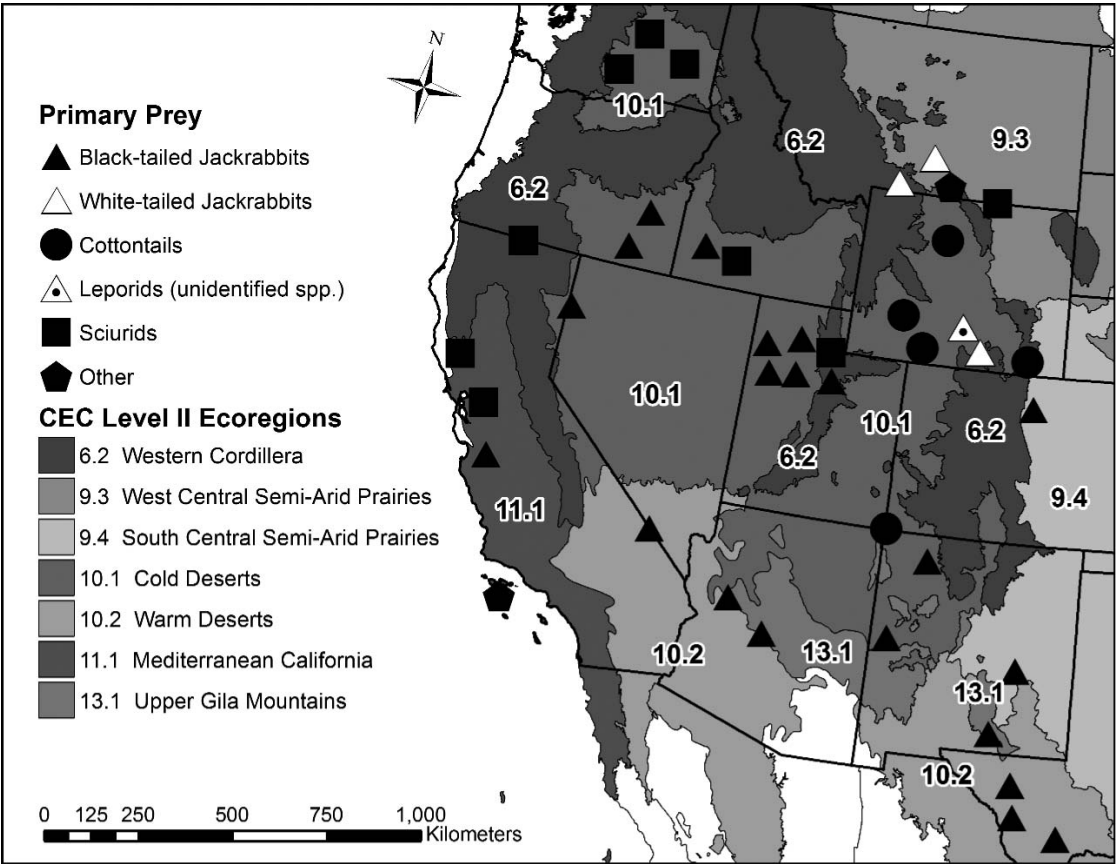 N
Primary Prey
Black-tailed Jackrabbits
White-tailed Jackrabbits
Cottontails
Leporids (unidentified spp.)
Sciurids
Other
CEC Level II Ecoregions
6.2 Western Cordillera
9.3 West Central Semi-Arid Prairies
9.4 South Central Semi-Arid Prairies
10.1 Cold Deserts
10.2 Warm Deserts
11.1 Mediterranean California
13.1 Upper Gila Mountains
0 125 250 500 750 1,000
Kilometers
10.1
6.2
9.3
6.2
10.1
10.1
6.2
6.2
9.4
11.1
10.2
13.1
13.1
10.2